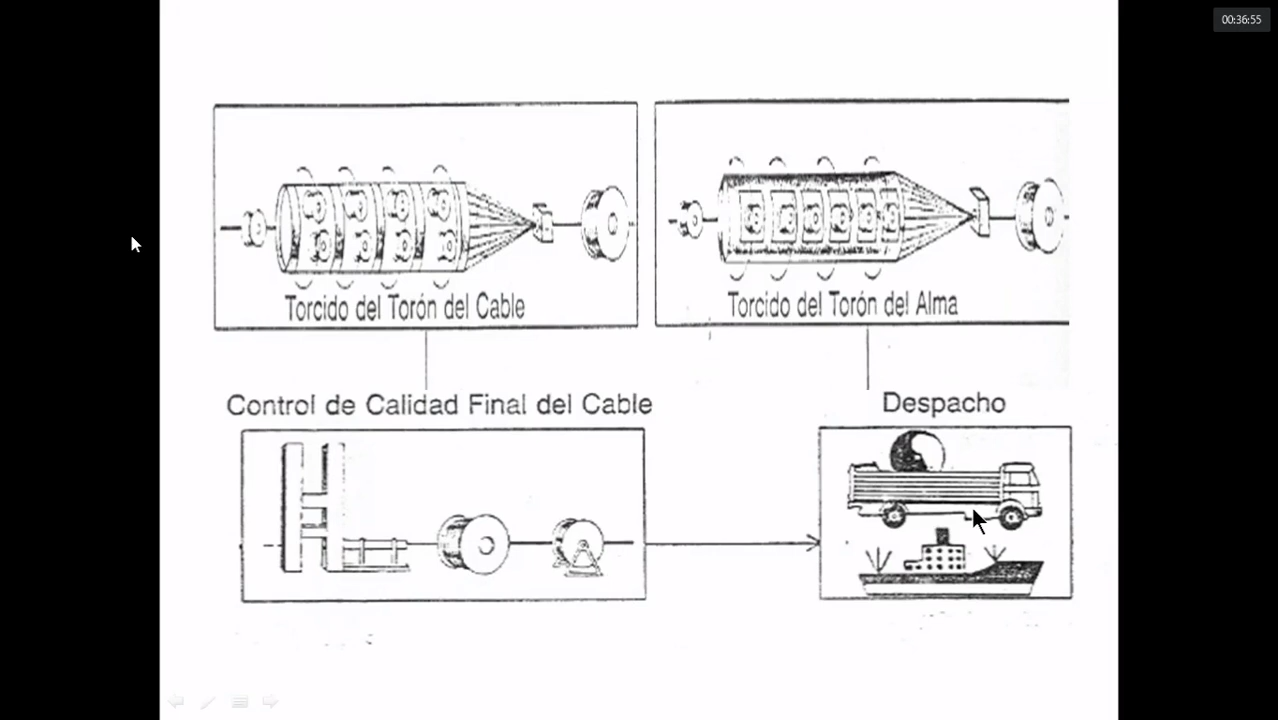 00:36:55
Torcido del Torón del Cable
Torcido del Torón del Alma
Control de Calidad Final del Cable
Despacho